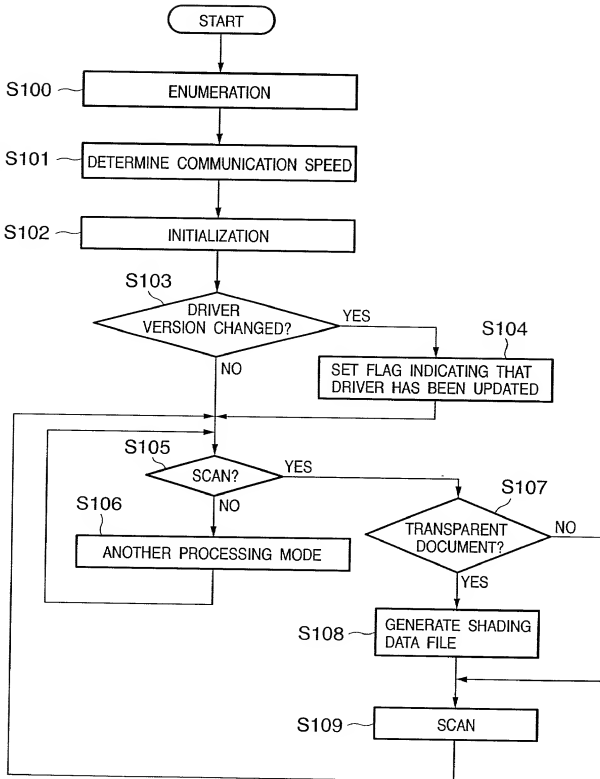 START
S100
ENUMERATION
S101
DETERMINE COMMUNICATION SPEED
S102
INITIALIZATION
S103
DRIVER
VERSION CHANGED?
YES
NO
S104
SET FLAG INDICATING THAT
DRIVER HAS BEEN UPDATED
S105
SCAN?
YES
NO
S106
ANOTHER PROCESSING MODE
S107
TRANSPARENT
DOCUMENT?
NO
YES
S108
GENERATE SHADING
DATA FILE
S109
SCAN